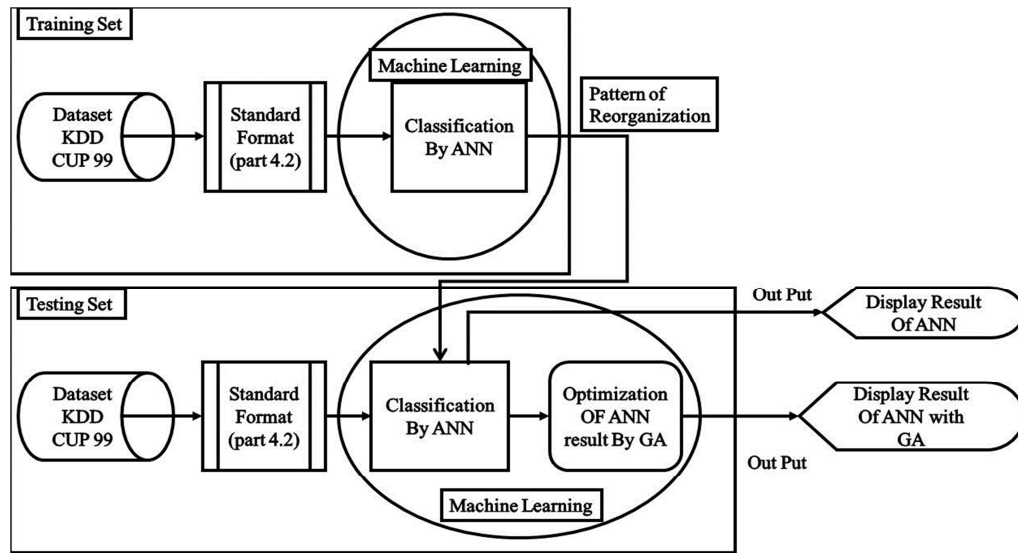 Training Set
Machine Learning
Dataset
KDD
CUP 99
Standard
Format
(part 4.2)
Classification
By ANN
Pattern of
Reorganization
Testing Set
Dataset
KDD
CUP 99
Standard
Format
(part 4.2)
Classification
By ANN
Optimization
OF ANN
result By GA
Machine Learning
Out Put
Display Result
Of ANN
Display Result
Of ANN with
GA
Out Put